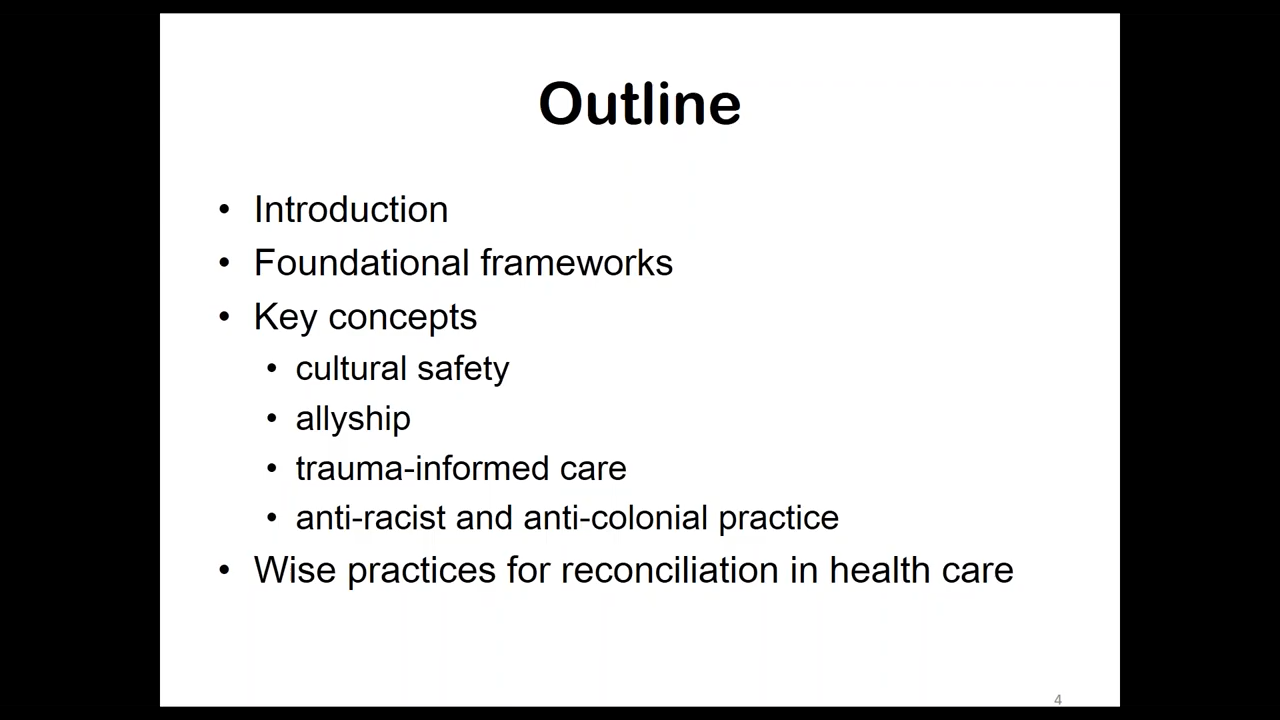 Outline
• Introduction
• Foundational frameworks
• Key concepts
• cultural safety
• allyship
• trauma-informed care
• anti-racist and anti-colonial practice
• Wise practices for reconciliation in health care
4